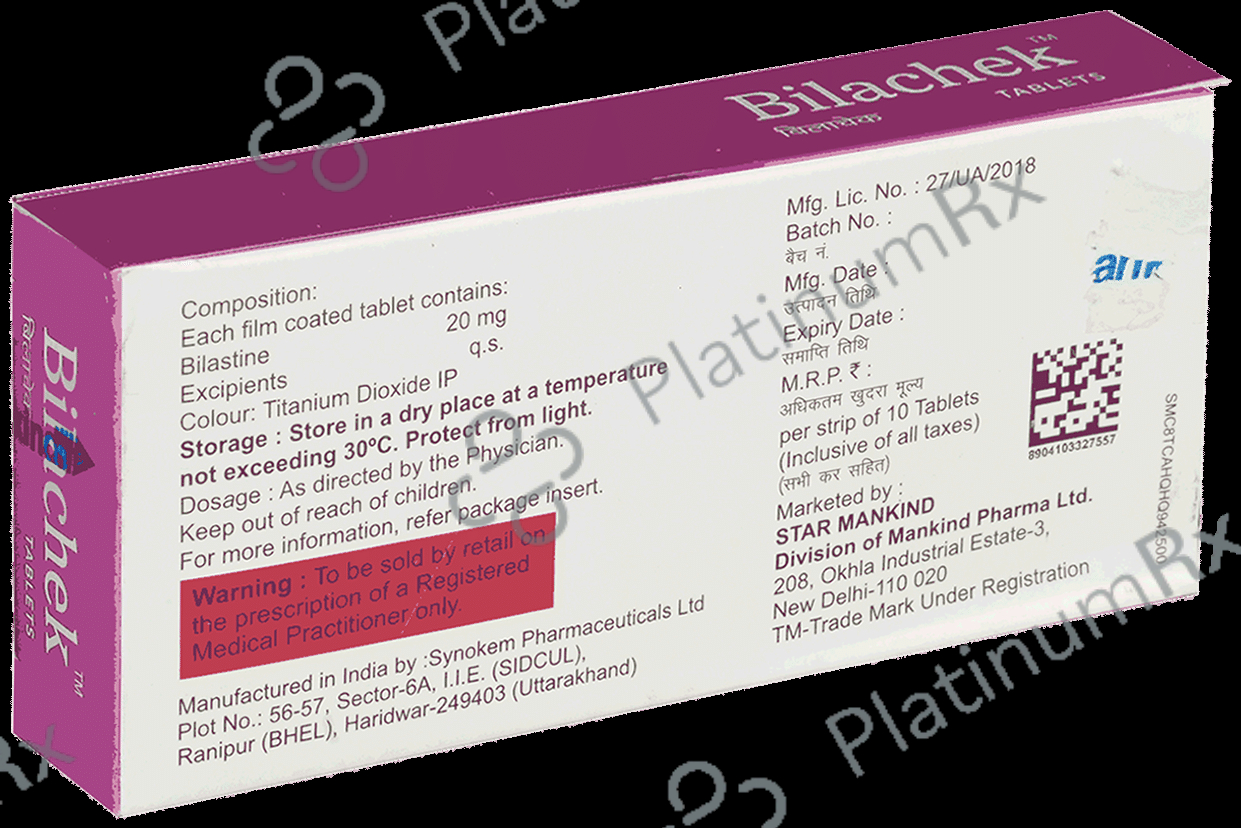 Bilachek™
TABLETS
बिलाचेक
Composition:
Each film coated tablet contains:
Bilastine 20 mg
Excipients q.s.
Colour: Titanium Dioxide IP
Storage : Store in a dry place at a temperature
not exceeding 30ºC. Protect from light.
Dosage : As directed by the Physician.
Keep out of reach of children.
For more information, refer package insert.
Warning : To be sold by retail on
the prescription of a Registered
Medical Practitioner only.
Manufactured in India by :Synokem Pharmaceuticals Ltd
Plot No.: 56-57, Sector-6A, I.I.E. (SIDCUL),
Ranipur (BHEL), Haridwar-249403 (Uttarakhand)
Mfg. Lic. No. : 27/UA/2018
Batch No. :
बैच नं.
Mfg. Date :
उत्पादन तिथि
Expiry Date :
समाप्ति तिथि
M.R.P. ₹ :
अधिकतम खुदरा मूल्य
per strip of 10 Tablets
(Inclusive of all taxes)
(सभी कर सहित)
Marketed by :
STAR MANKIND
Division of Mankind Pharma Ltd.
208, Okhla Industrial Estate-3,
New Delhi-110 020
TM-Trade Mark Under Registration
8904103327557
SMC8TCAHQHQ942500
Bilachek™
TABLETS
PlatinumRx
PlatinumRx
PlatinumRx